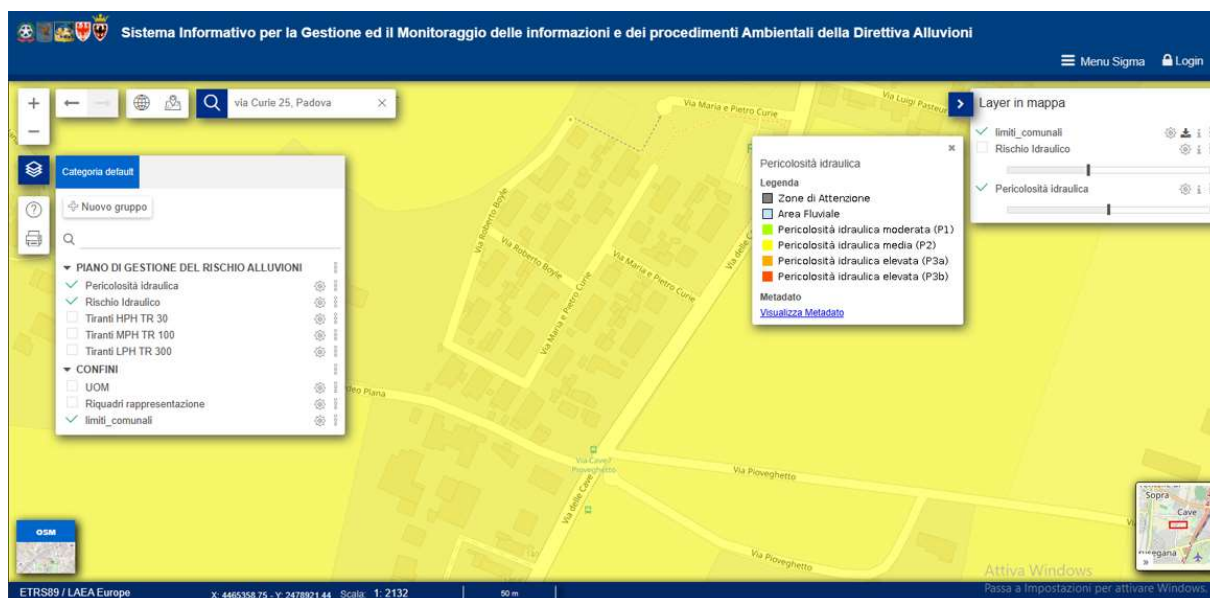 Sistema Informativo per la Gestione ed il Monitoraggio delle informazioni e dei procedimenti Ambientali della Direttiva Alluvioni
Menu Sigma
Login
via Curie 25, Padova
Categoria default
Nuovo gruppo
PIANO DI GESTIONE DEL RISCHIO ALLUVIONI
Pericolosità idraulica
Rischio Idraulico
Tiranti HPH TR 30
Tiranti MPH TR 100
Tiranti LPH TR 300
CONFINI
UOM
Riquadri rappresentazione
limiti_comunali
Via Maria e Pietro Curie
Via Luigi Pasteur
Via Roberto Boyle
Via Roberto Boyle
Via Maria e Pietro Curie
Via Maria e Pietro Curie
Via delle
Piana
Via Cave
Pioveghetto
Via delle Cave
Via Pioveghetto
Via Pioveghetto
Pericolosità idraulica
Legenda
Zone di Attenzione
Area Fluviale
Pericolosità idraulica moderata (P1)
Pericolosità idraulica media (P2)
Pericolosità idraulica elevata (P3a)
Pericolosità idraulica elevata (P3b)
Metadato
Visualizza Metadato
Layer in mappa
limiti_comunali
Rischio Idraulico
Pericolosità idraulica
Sopra
Cave
OSM
Attiva Windows
Passa a Impostazioni per attivare Windows.
ETRS89 / LAEA Europe
X: 4465358.75 - Y: 2478921.44 Scala: 1: 2132
50 m